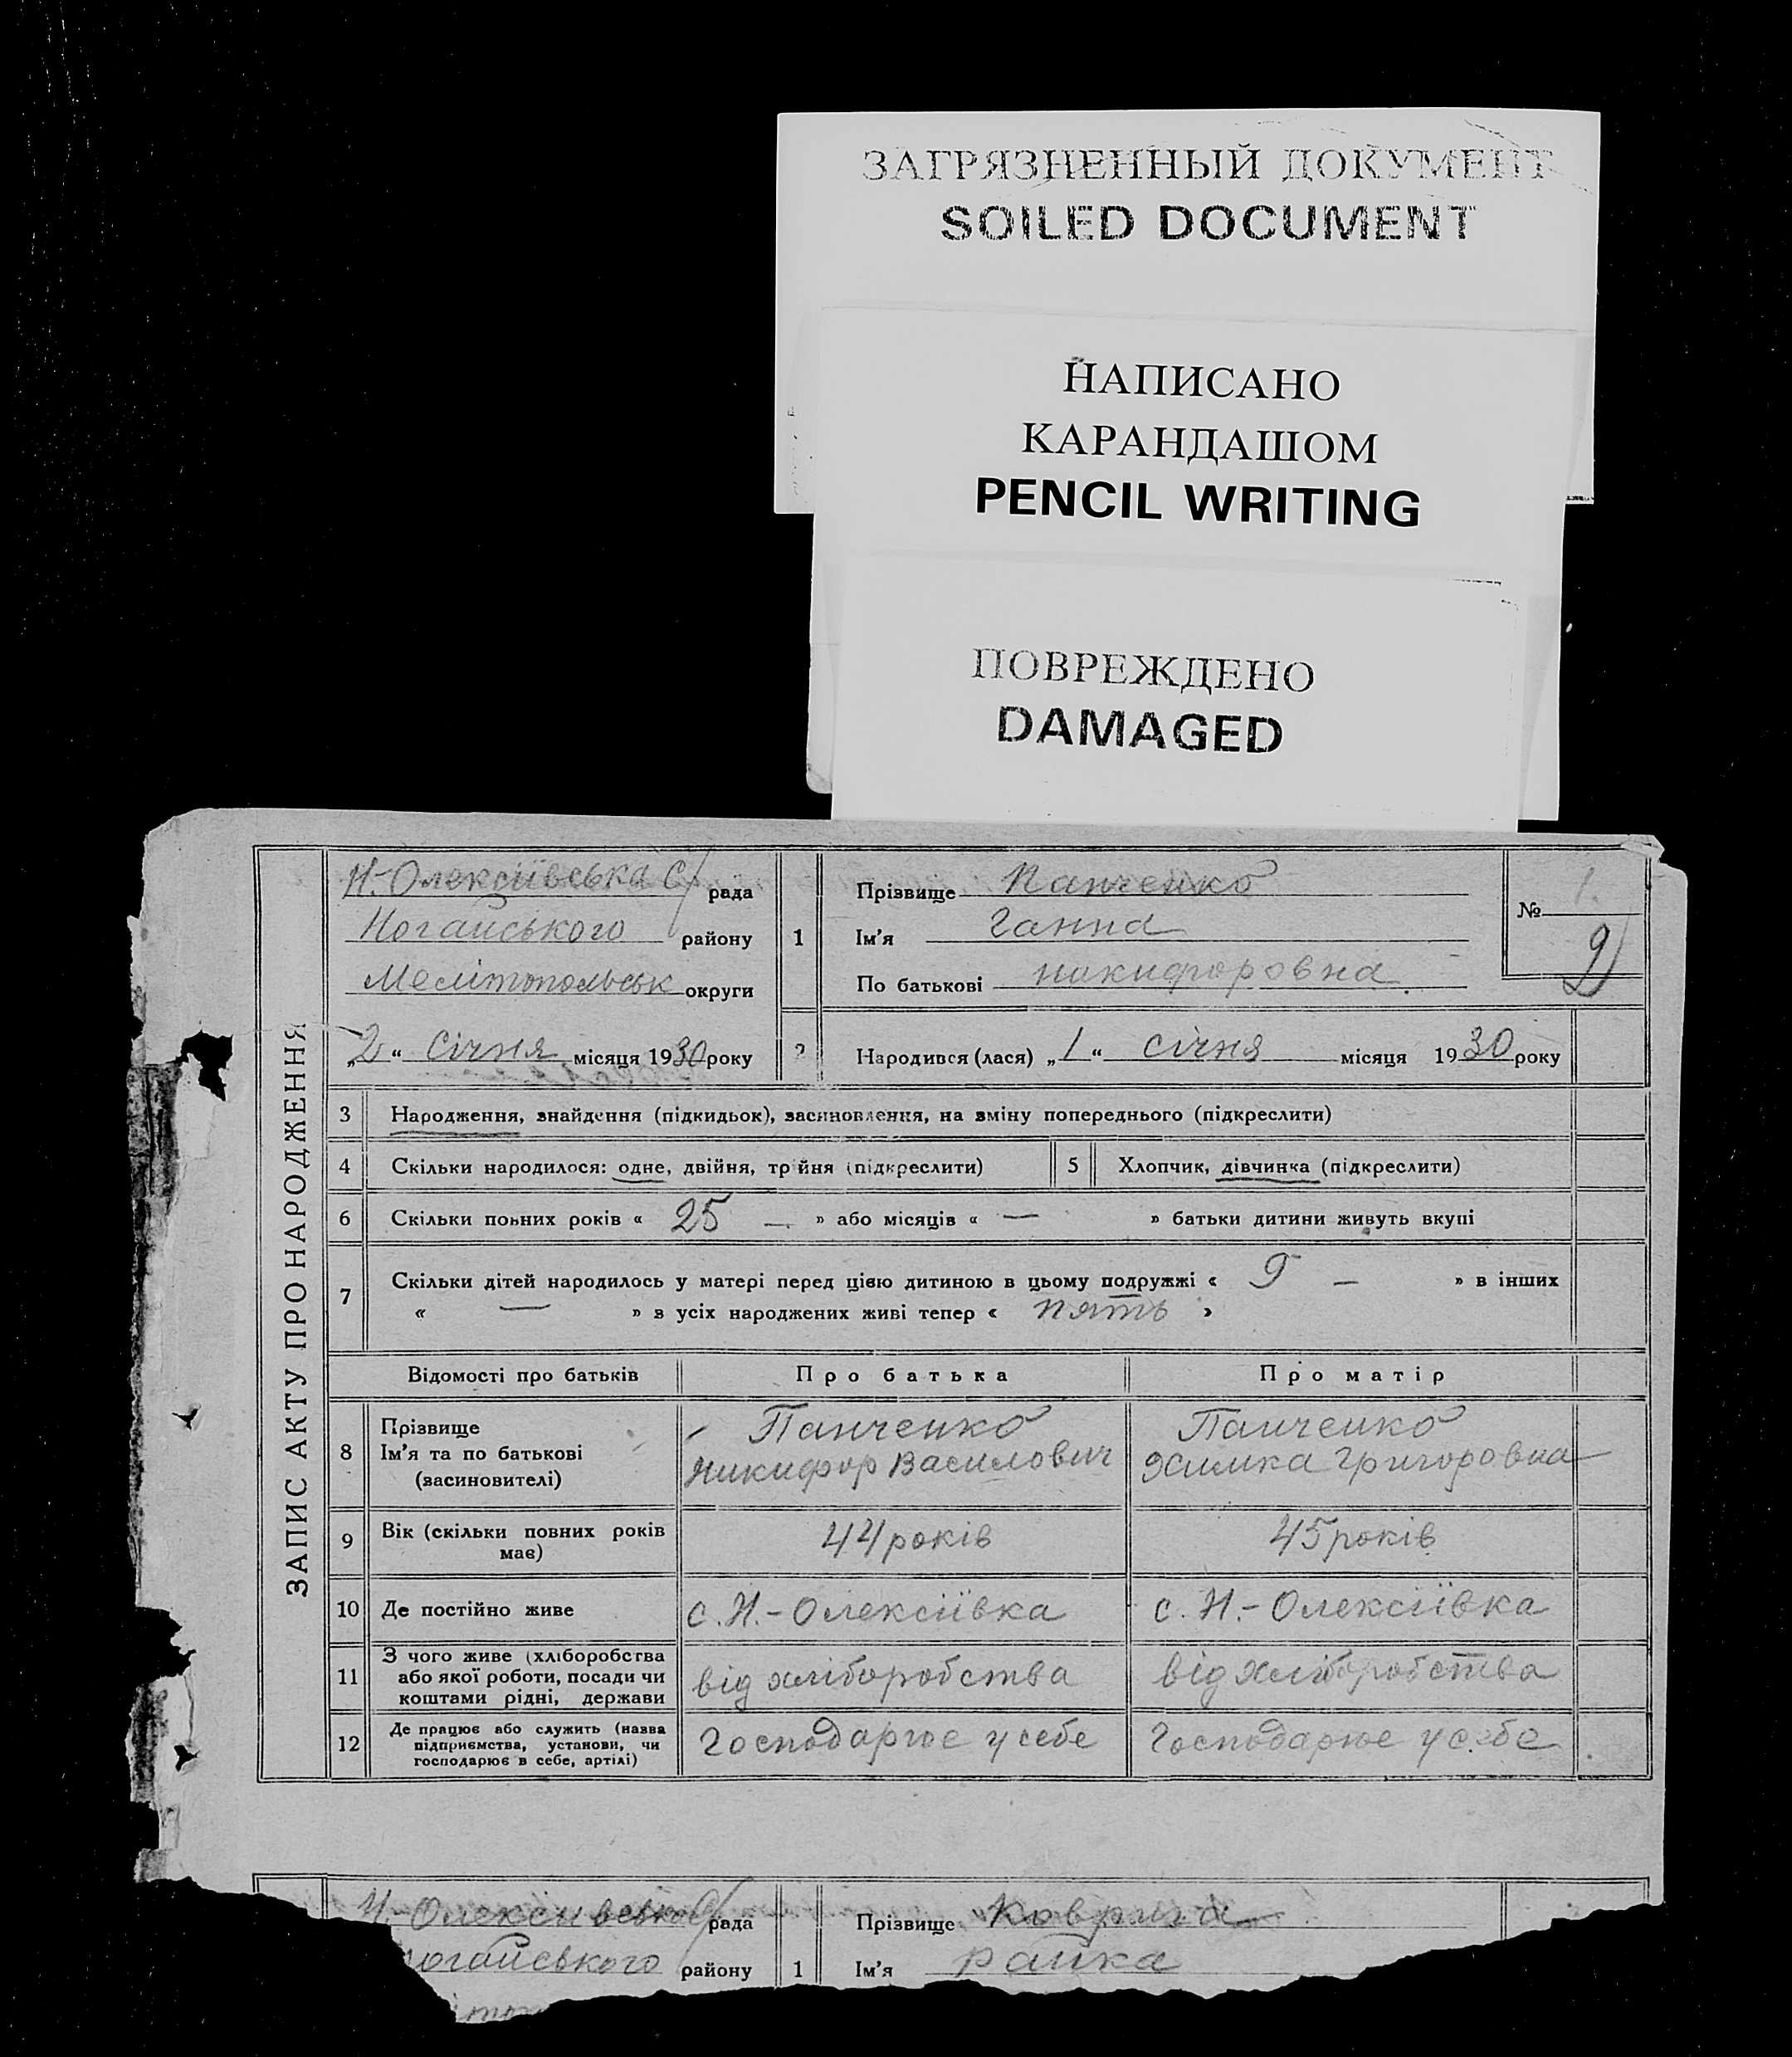 ЗАГРЯЗНЕННЫЙ ДОКУМЕНТ
SOILED DOCUMENT
НАПИСАНО
КАРАНДАШОМ
PENCIL WRITING
ПОВРЕЖДЕНО
DAMAGED
ЗАПИС АКТУ ПРО НАРОДЖЕННЯ
Н.-Олексіївська С/рада
Ногайського району
Мелітопольськ округи
„2“ Січня місяця 1930 року
1
Прізвище Панченко
Ім'я Ганна
По батькові никифоровна
№ 1.
2 Народився (лася) „1“ січня місяця 1930 року
3 Народження, знайдення (підкидьок), засиновлення, на зміну попереднього (підкреслити)
4 Скільки народилося: одне, двійня, трійня (підкреслити)
5 Хлопчик, дівчинка (підкреслити)
6 Скільки повних років « 25 — » або місяців « — » батьки дитини живуть вкупі
7 Скільки дітей народилось у матері перед цією дитиною в цьому подружжі « 9 — » в інших
« — » з усіх народжених живі тепер « пять »
Відомості про батьків Про батька Про матір
8 Прізвище
Ім'я та по батькові
(засиновителі)
Панченко
Никифор Василович
Панченко
Химка Григоровна
9 Вік (скільки повних років
має)
44 років
45 років
10 Де постійно живе с. Н.-Олексіївка с. Н.-Олексіївка
11 З чого живе (хліборобства
або якої роботи, посади чи
коштами рідні, держави
від хліборобства
від хліборобства
12 Де працює або служить (назва
підприємства, установи, чи
господарює в себе, артілі)
Господарює у себе
Господарює у себе
Н-Олексіївська С/рада
ногайського району
1
Прізвище Коврига
Ім'я райка